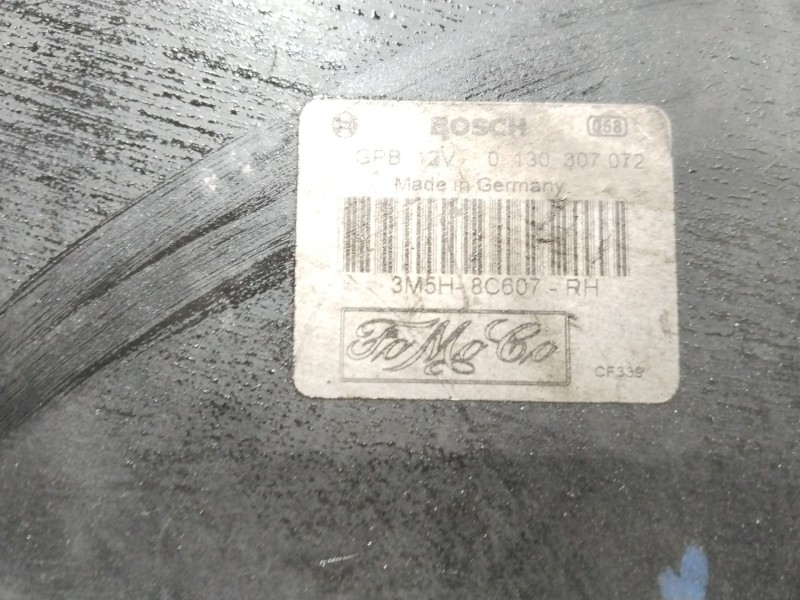 BOSCH 058
GPB 12V 0 130 307 072
Made in Germany
3M5H-8C607-RH
FoMoCo
CF339